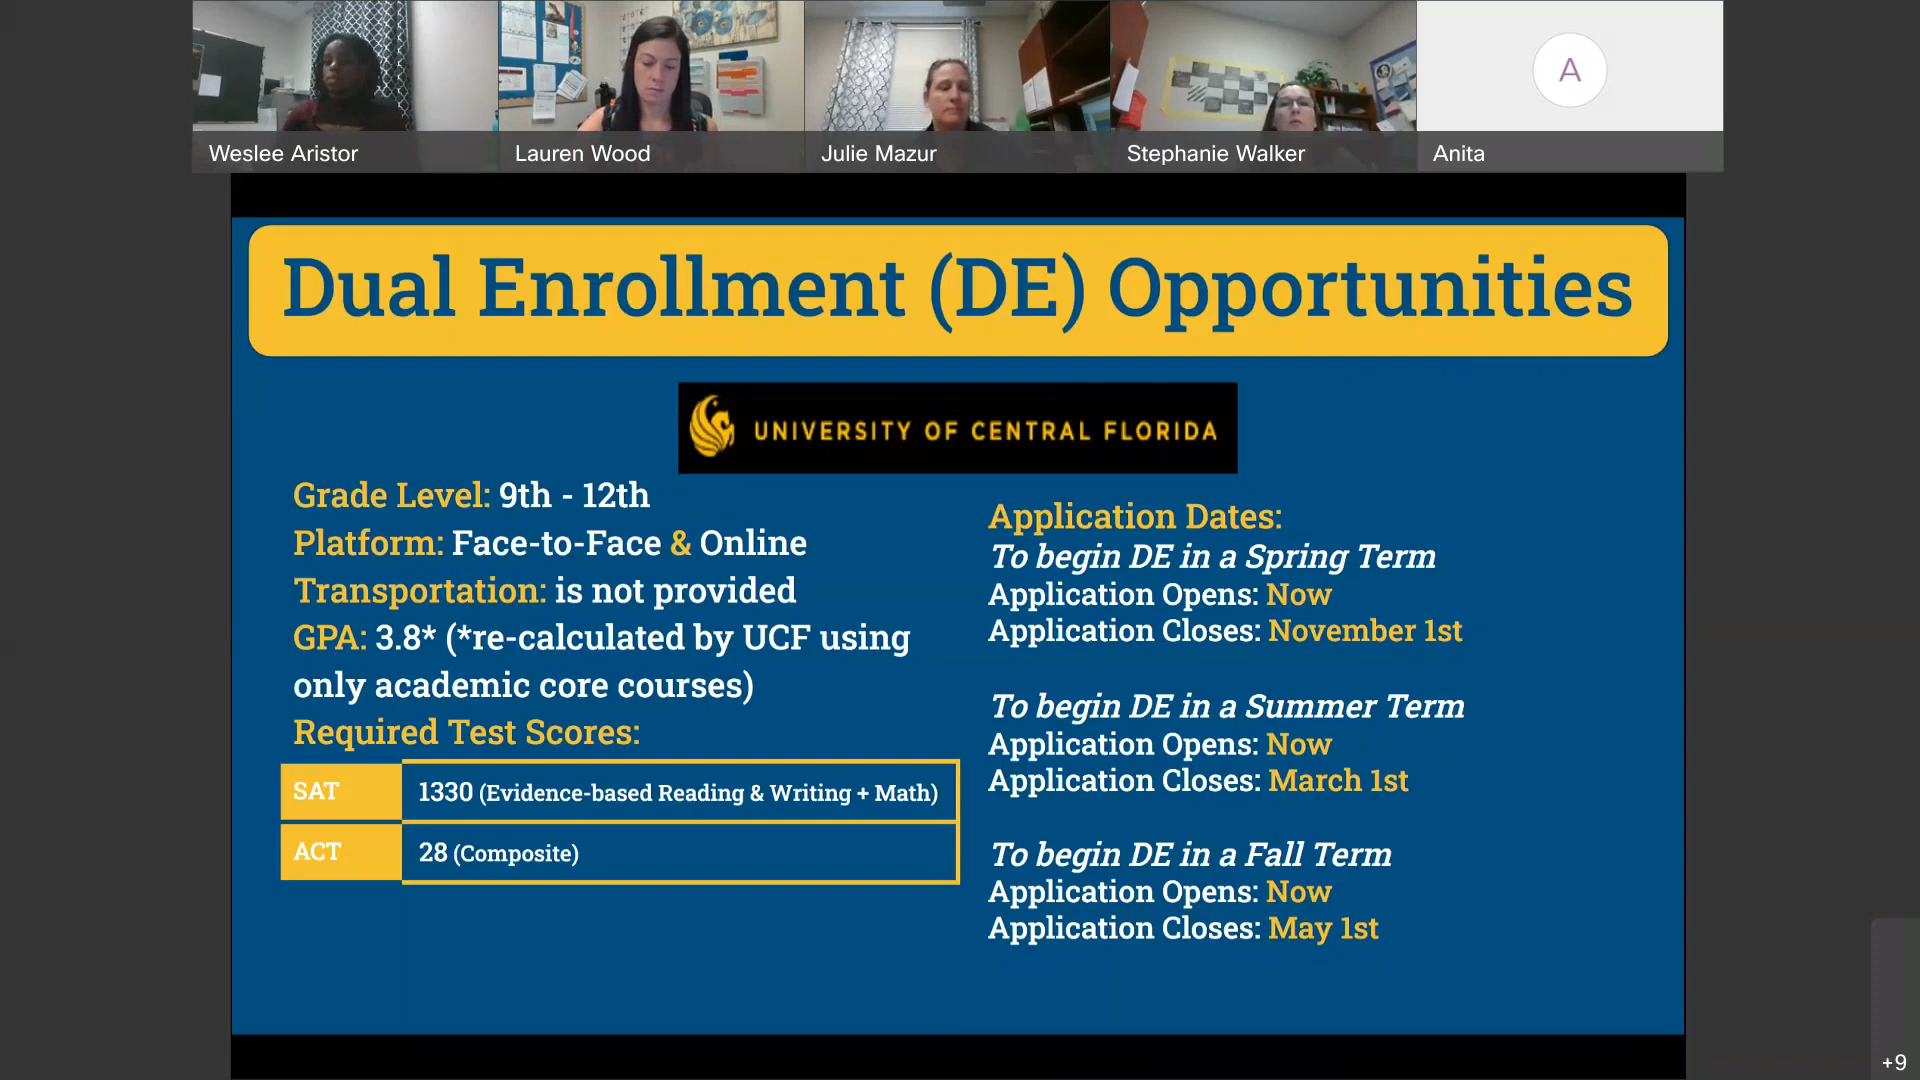 Weslee Aristor
Lauren Wood
Julie Mazur
Stephanie Walker
A
Anita
Dual Enrollment (DE) Opportunities
UNIVERSITY OF CENTRAL FLORIDA
Grade Level: 9th - 12th
Platform: Face-to-Face & Online
Transportation: is not provided
GPA: 3.8* (*re-calculated by UCF using
only academic core courses)
Required Test Scores:
SAT 1330 (Evidence-based Reading & Writing + Math)
ACT 28 (Composite)
Application Dates:
To begin DE in a Spring Term
Application Opens: Now
Application Closes: November 1st
To begin DE in a Summer Term
Application Opens: Now
Application Closes: March 1st
To begin DE in a Fall Term
Application Opens: Now
Application Closes: May 1st
+9